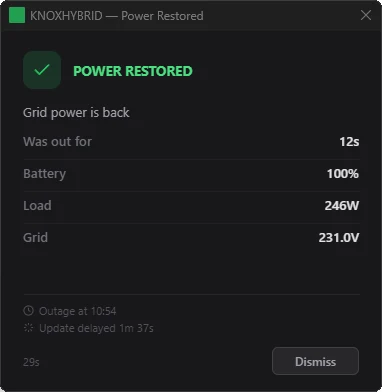 KNOXHYBRID — Power Restored
POWER RESTORED
Grid power is back
Was out for 12s
Battery 100%
Load 246W
Grid 231.0V
Outage at 10:54
Update delayed 1m 37s
29s Dismiss